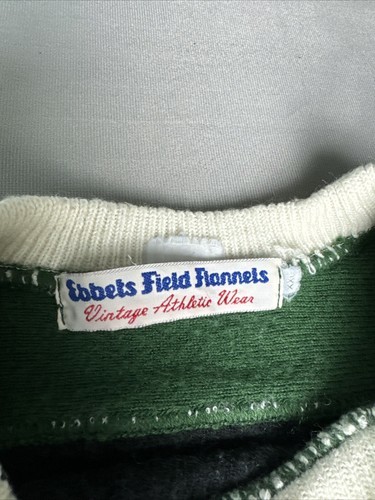 Ebbets Field Flannels
Vintage Athletic Wear